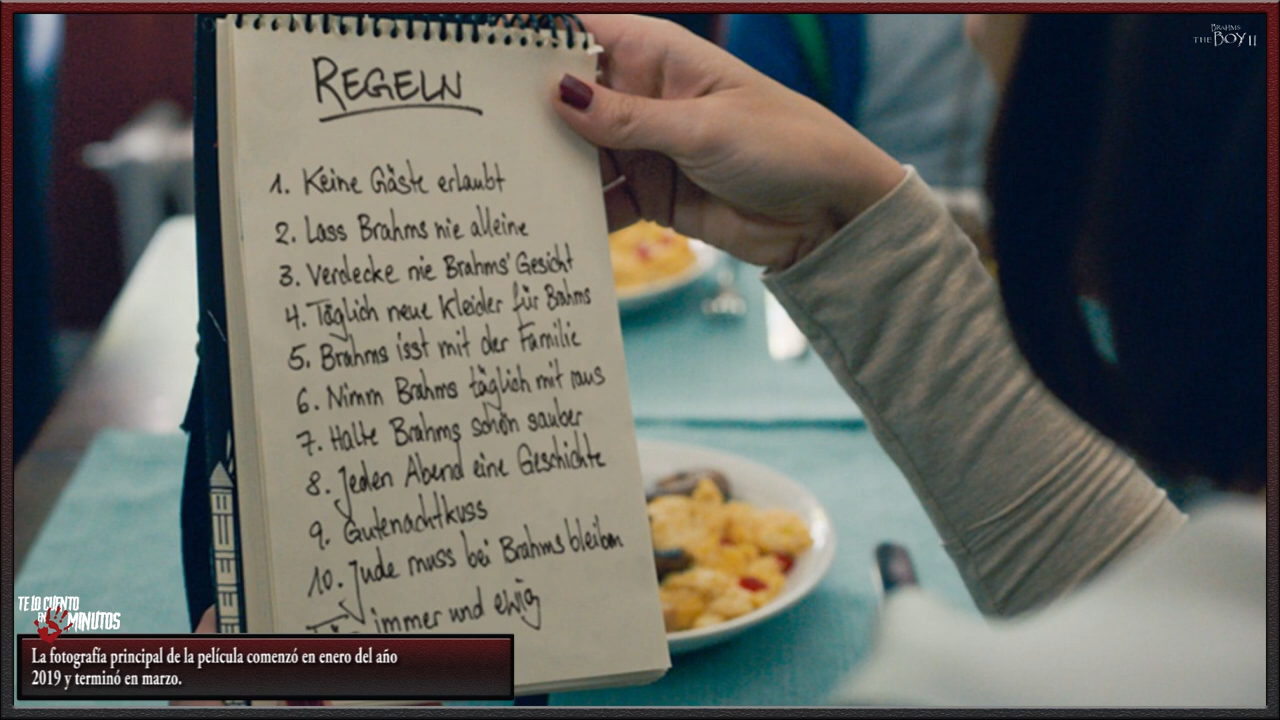 BRAHMS
THE BOY II
REGELN
1. Keine Gäste erlaubt
2. Lass Brahms nie alleine
3. Verdecke nie Brahms' Gesicht
4. Täglich neue Kleider für Brahms
5. Brahms isst mit der Familie
6. Nimm Brahms täglich mit raus
7. Halte Brahms schön sauber
8. Jeden Abend eine Geschichte
9. Gutenachtkuss
10. Jude muss bei Brahms bleiben
immer und ewig
TE LO CUENTO
EN 5 MINUTOS
La fotografía principal de la película comenzó en enero del año
2019 y terminó en marzo.